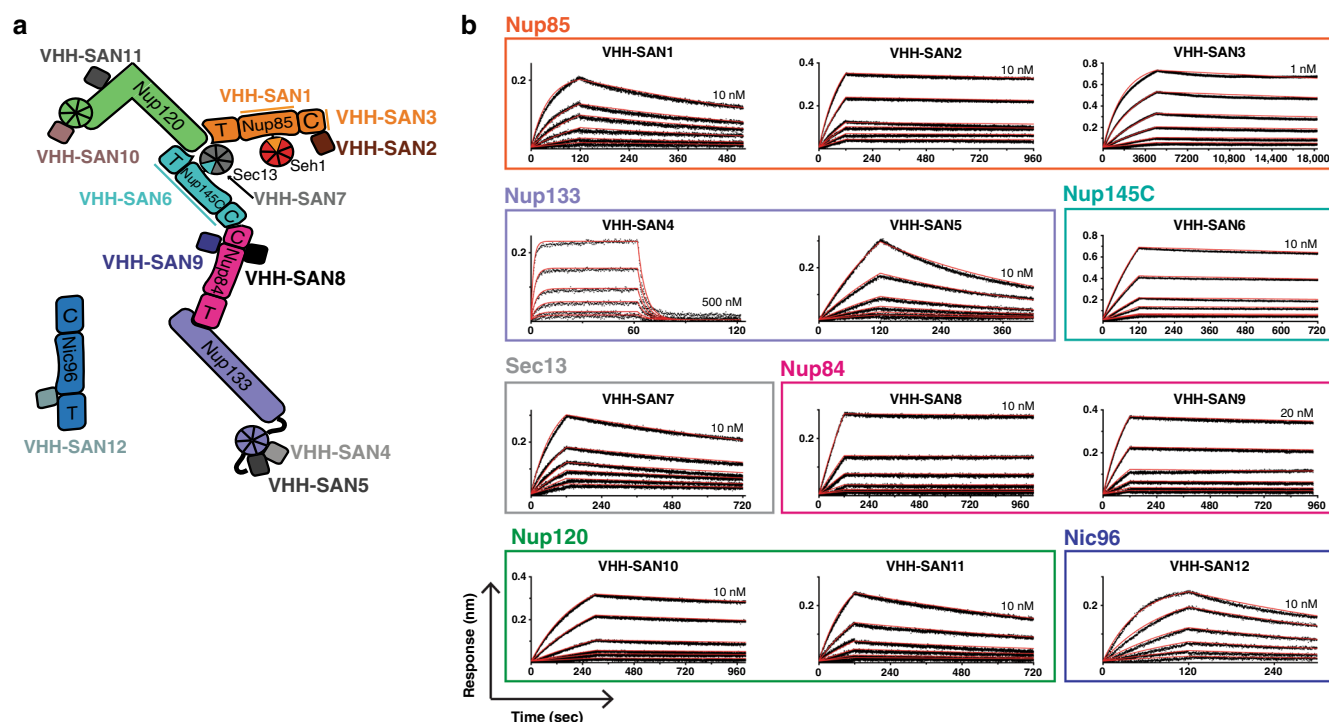 a
VHH-SAN11
Nup120
VHH-SAN10
VHH-SAN1
T
Nup85
C
VHH-SAN3
VHH-SAN2
Sec13
Seh1
T
Nup145C
C
VHH-SAN6
VHH-SAN7
VHH-SAN9
C
Nup84
T
VHH-SAN8
C
Nic96
T
VHH-SAN12
Nup133
VHH-SAN4
VHH-SAN5
b
Nup85
VHH-SAN1
0.2
10 nM
0 120 240 360 480
VHH-SAN2
0.4
0.2
10 nM
0 240 480 720 960
VHH-SAN3
0.8
0.6
0.4
0.2
1 nM
0 3600 7200 10,800 14,400 18,000
Nup133
VHH-SAN4
0.2
500 nM
0 60 120
VHH-SAN5
0.2
10 nM
0 120 240 360
Nup145C
VHH-SAN6
0.8
0.6
0.4
0.2
10 nM
0 120 240 360 480 600 720
Sec13
VHH-SAN7
0.2
10 nM
0 240 480 720
Nup84
VHH-SAN8
0.2
10 nM
0 240 480 720 960
VHH-SAN9
0.4
0.2
20 nM
0 240 480 720 960
Nup120
VHH-SAN10
0.4
0.2
10 nM
0 240 480 720 960
VHH-SAN11
0.2
10 nM
0 240 480 720
Nic96
VHH-SAN12
0.2
10 nM
0 120 240
Response (nm)
Time (sec)